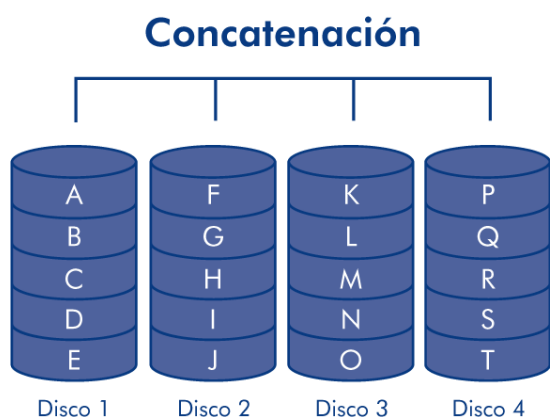 Concatenación
A F K P
B G L Q
C H M R
D I N S
E J O T
Disco 1 Disco 2 Disco 3 Disco 4